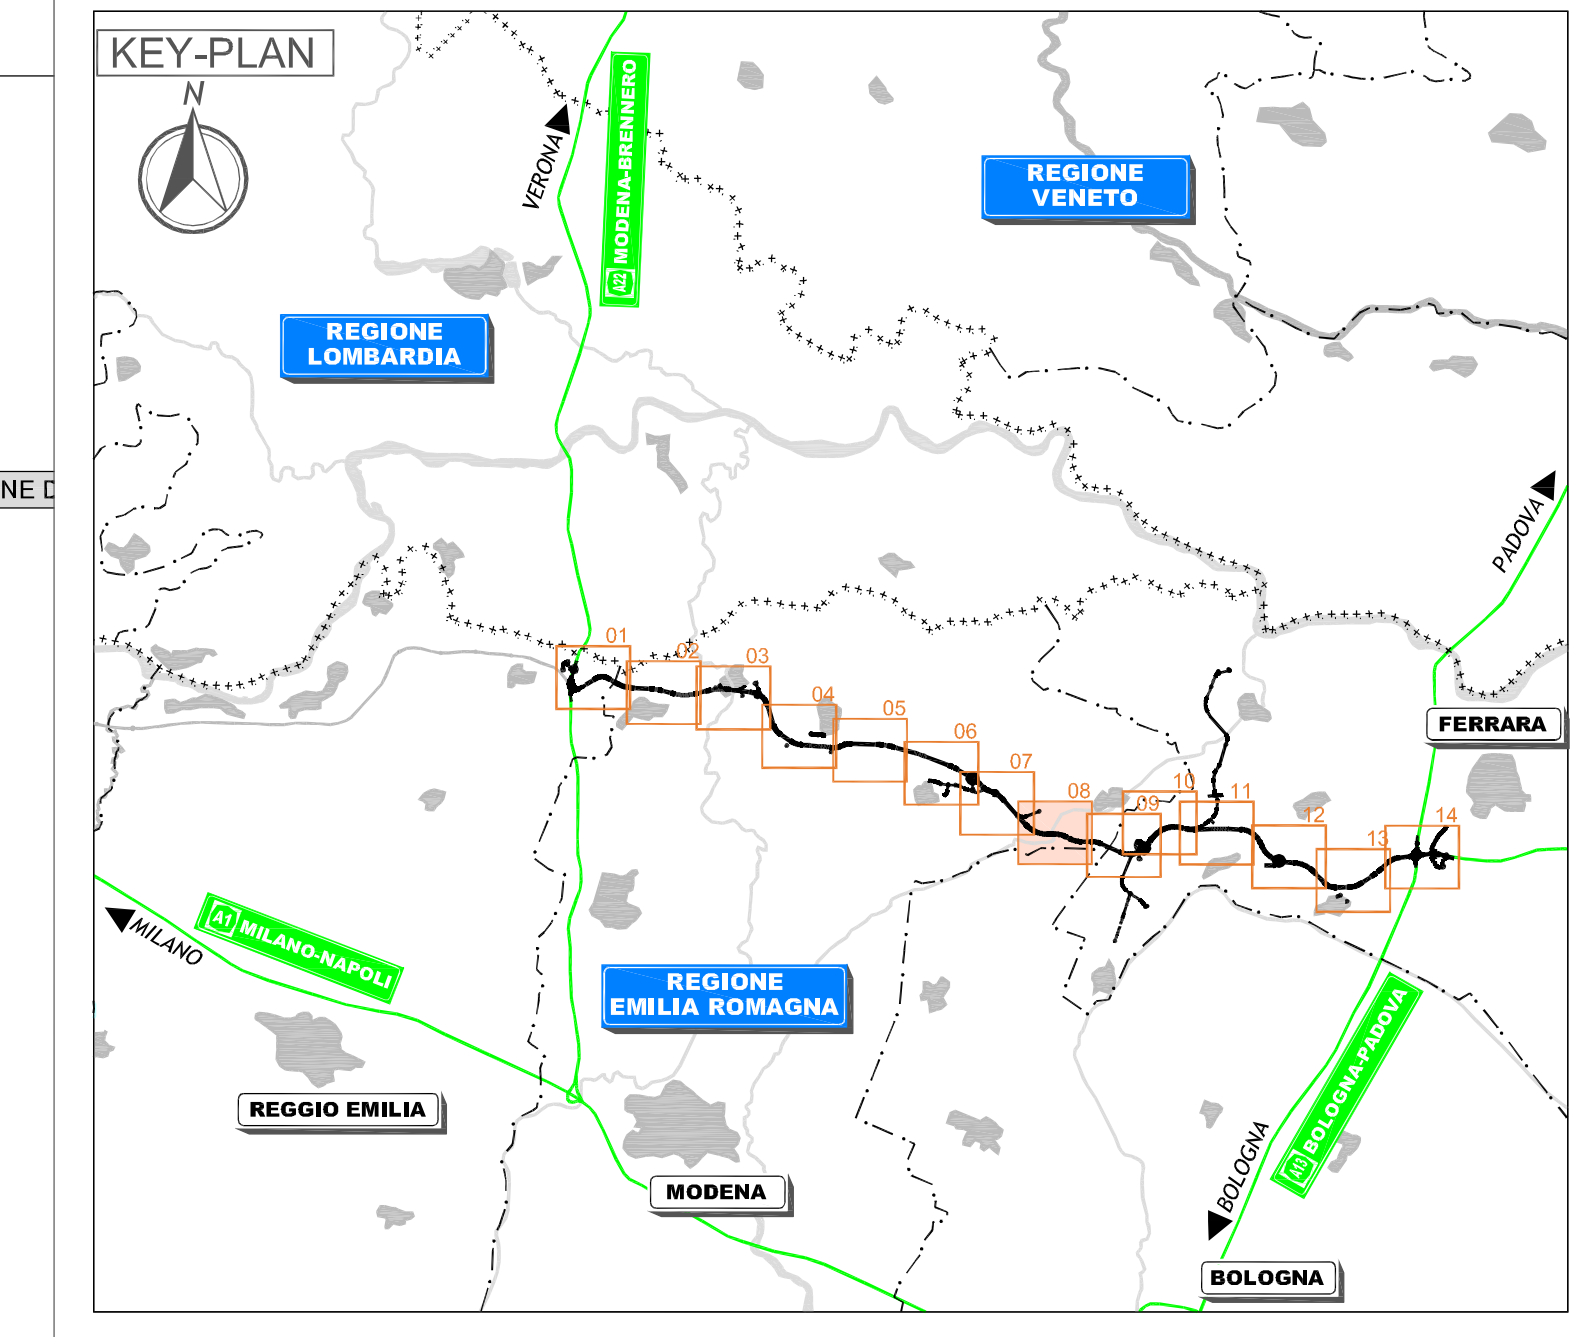 KEY-PLAN
N
VERONA
A22 MODENA-BRENNERO
REGIONE
VENETO
REGIONE
LOMBARDIA
NE D
PADOVA
01
02
03
04
05
06
07
08
09
10
11
12
13
14
FERRARA
A1 MILANO-NAPOLI
MILANO
REGIONE
EMILIA ROMAGNA
A13 BOLOGNA-PADOVA
REGGIO EMILIA
BOLOGNA
MODENA
BOLOGNA